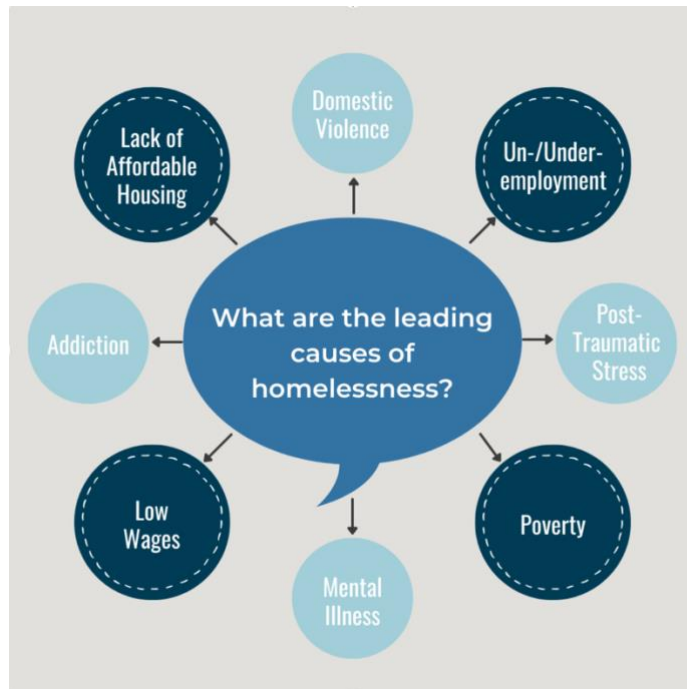 Domestic
Violence
Lack of
Affordable
Housing
Un-/Under-
employment
What are the leading
causes of
homelessness?
Addiction
Post-
Traumatic
Stress
Low
Wages
Poverty
Mental
Illness